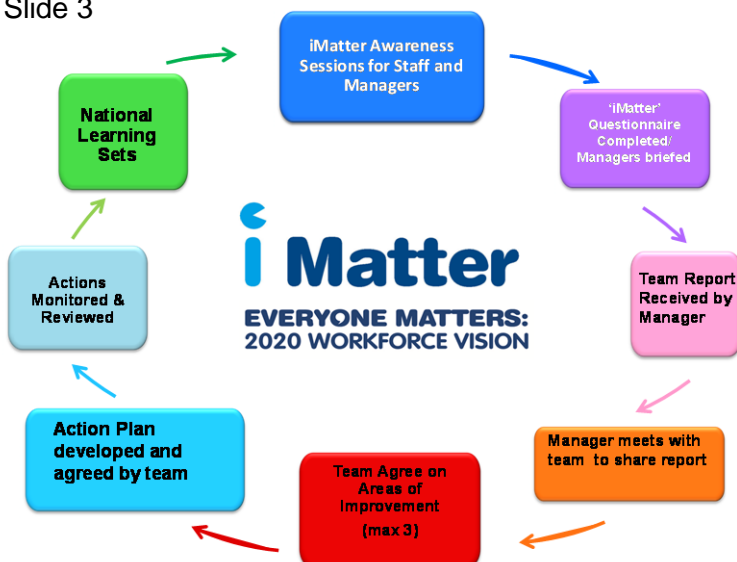 Slide 3
iMatter Awareness
Sessions for Staff and
Managers
'iMatter'
Questionnaire
Completed/
Managers briefed
Team Report
Received by
Manager
Manager meets with
team to share report
Team Agree on
Areas of
Improvement
(max 3)
Action Plan
developed and
agreed by team
Actions
Monitored &
Reviewed
National
Learning
Sets
i Matter
EVERYONE MATTERS:
2020 WORKFORCE VISION